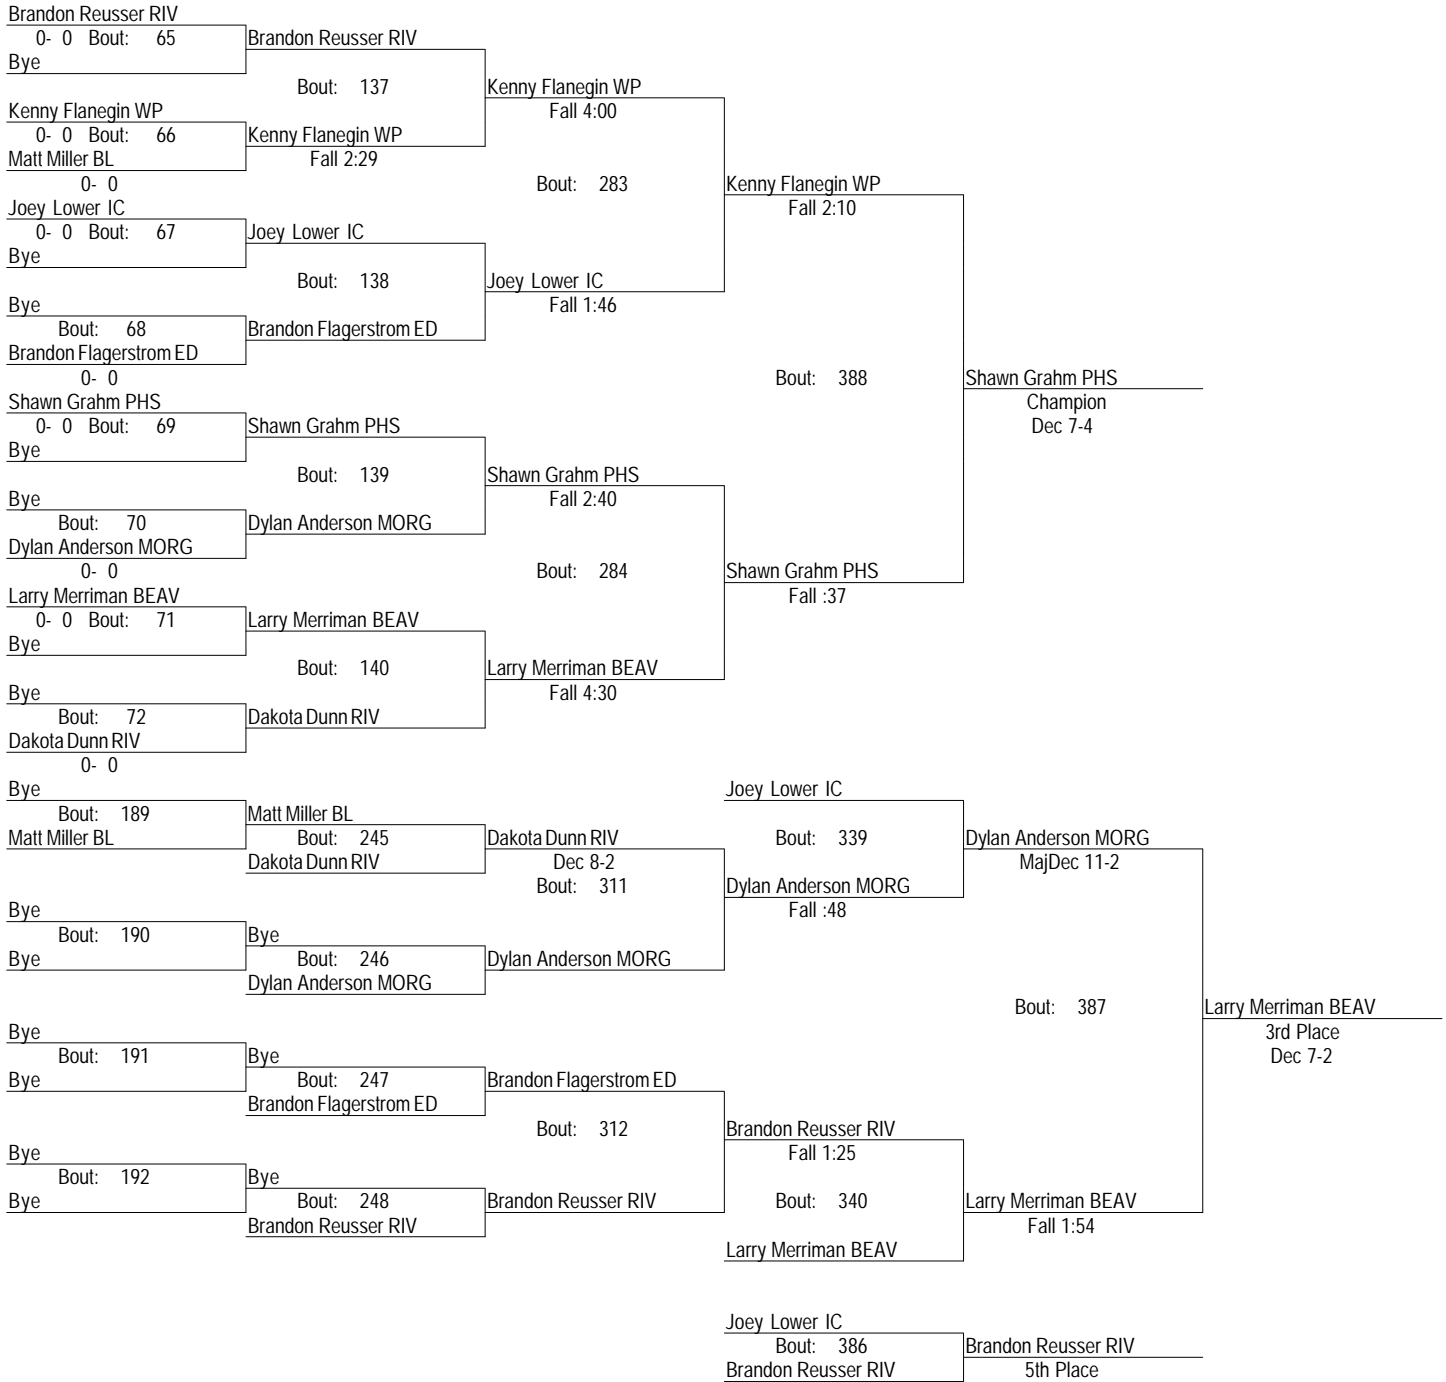 Brandon Reusser RIV
0- 0 Bout: 65 Brandon Reusser RIV
Bye
Bout: 137 Kenny Flanegin WP
Fall 4:00
Kenny Flanegin WP
0- 0 Bout: 66 Kenny Flanegin WP
Matt Miller BL Fall 2:29
0- 0 Bout: 283 Kenny Flanegin WP
Joey Lower IC Fall 2:10
0- 0 Bout: 67 Joey Lower IC
Bye
Bout: 138 Joey Lower IC
Bye Fall 1:46
Bout: 68 Brandon Flagerstrom ED
Brandon Flagerstrom ED
0- 0 Bout: 388 Shawn Grahm PHS
Shawn Grahm PHS Champion
0- 0 Bout: 69 Shawn Grahm PHS Dec 7-4
Bye
Bout: 139 Shawn Grahm PHS
Bye Fall 2:40
Bout: 70 Dylan Anderson MORG
Dylan Anderson MORG
0- 0 Bout: 284 Shawn Grahm PHS
Larry Merriman BEAV Fall :37
0- 0 Bout: 71 Larry Merriman BEAV
Bye
Bout: 140 Larry Merriman BEAV
Bye Fall 4:30
Bout: 72 Dakota Dunn RIV
Dakota Dunn RIV
0- 0
Bye Joey Lower IC
Bout: 189 Matt Miller BL
Matt Miller BL Bout: 245 Dakota Dunn RIV Bout: 339 Dylan Anderson MORG
Dakota Dunn RIV Dec 8-2 MajDec 11-2
Bout: 311 Dylan Anderson MORG
Bye Fall :48
Bout: 190 Bye
Bye Bout: 246 Dylan Anderson MORG
Dylan Anderson MORG
Bout: 387 Larry Merriman BEAV
Bye 3rd Place
Bout: 191 Bye Dec 7-2
Bye Bout: 247 Brandon Flagerstrom ED
Brandon Flagerstrom ED
Bout: 312 Brandon Reusser RIV
Bye Fall 1:25
Bout: 192 Bye
Bye Bout: 248 Brandon Reusser RIV Bout: 340 Larry Merriman BEAV
Brandon Reusser RIV Fall 1:54
Larry Merriman BEAV
Joey Lower IC
Bout: 386 Brandon Reusser RIV
Brandon Reusser RIV 5th Place